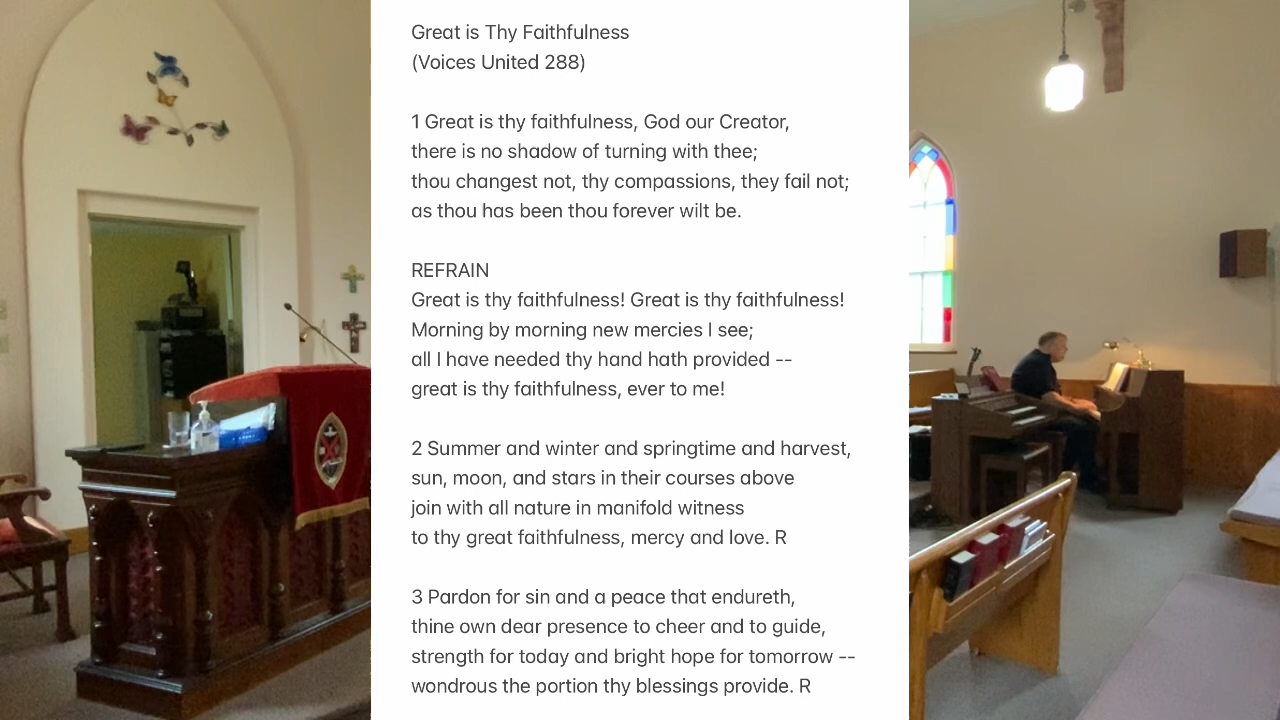 Great is Thy Faithfulness
(Voices United 288)
1 Great is thy faithfulness, God our Creator,
there is no shadow of turning with thee;
thou changest not, thy compassions, they fail not;
as thou has been thou forever wilt be.
REFRAIN
Great is thy faithfulness! Great is thy faithfulness!
Morning by morning new mercies I see;
all I have needed thy hand hath provided --
great is thy faithfulness, ever to me!
2 Summer and winter and springtime and harvest,
sun, moon, and stars in their courses above
join with all nature in manifold witness
to thy great faithfulness, mercy and love. R
3 Pardon for sin and a peace that endureth,
thine own dear presence to cheer and to guide,
strength for today and bright hope for tomorrow --
wondrous the portion thy blessings provide. R